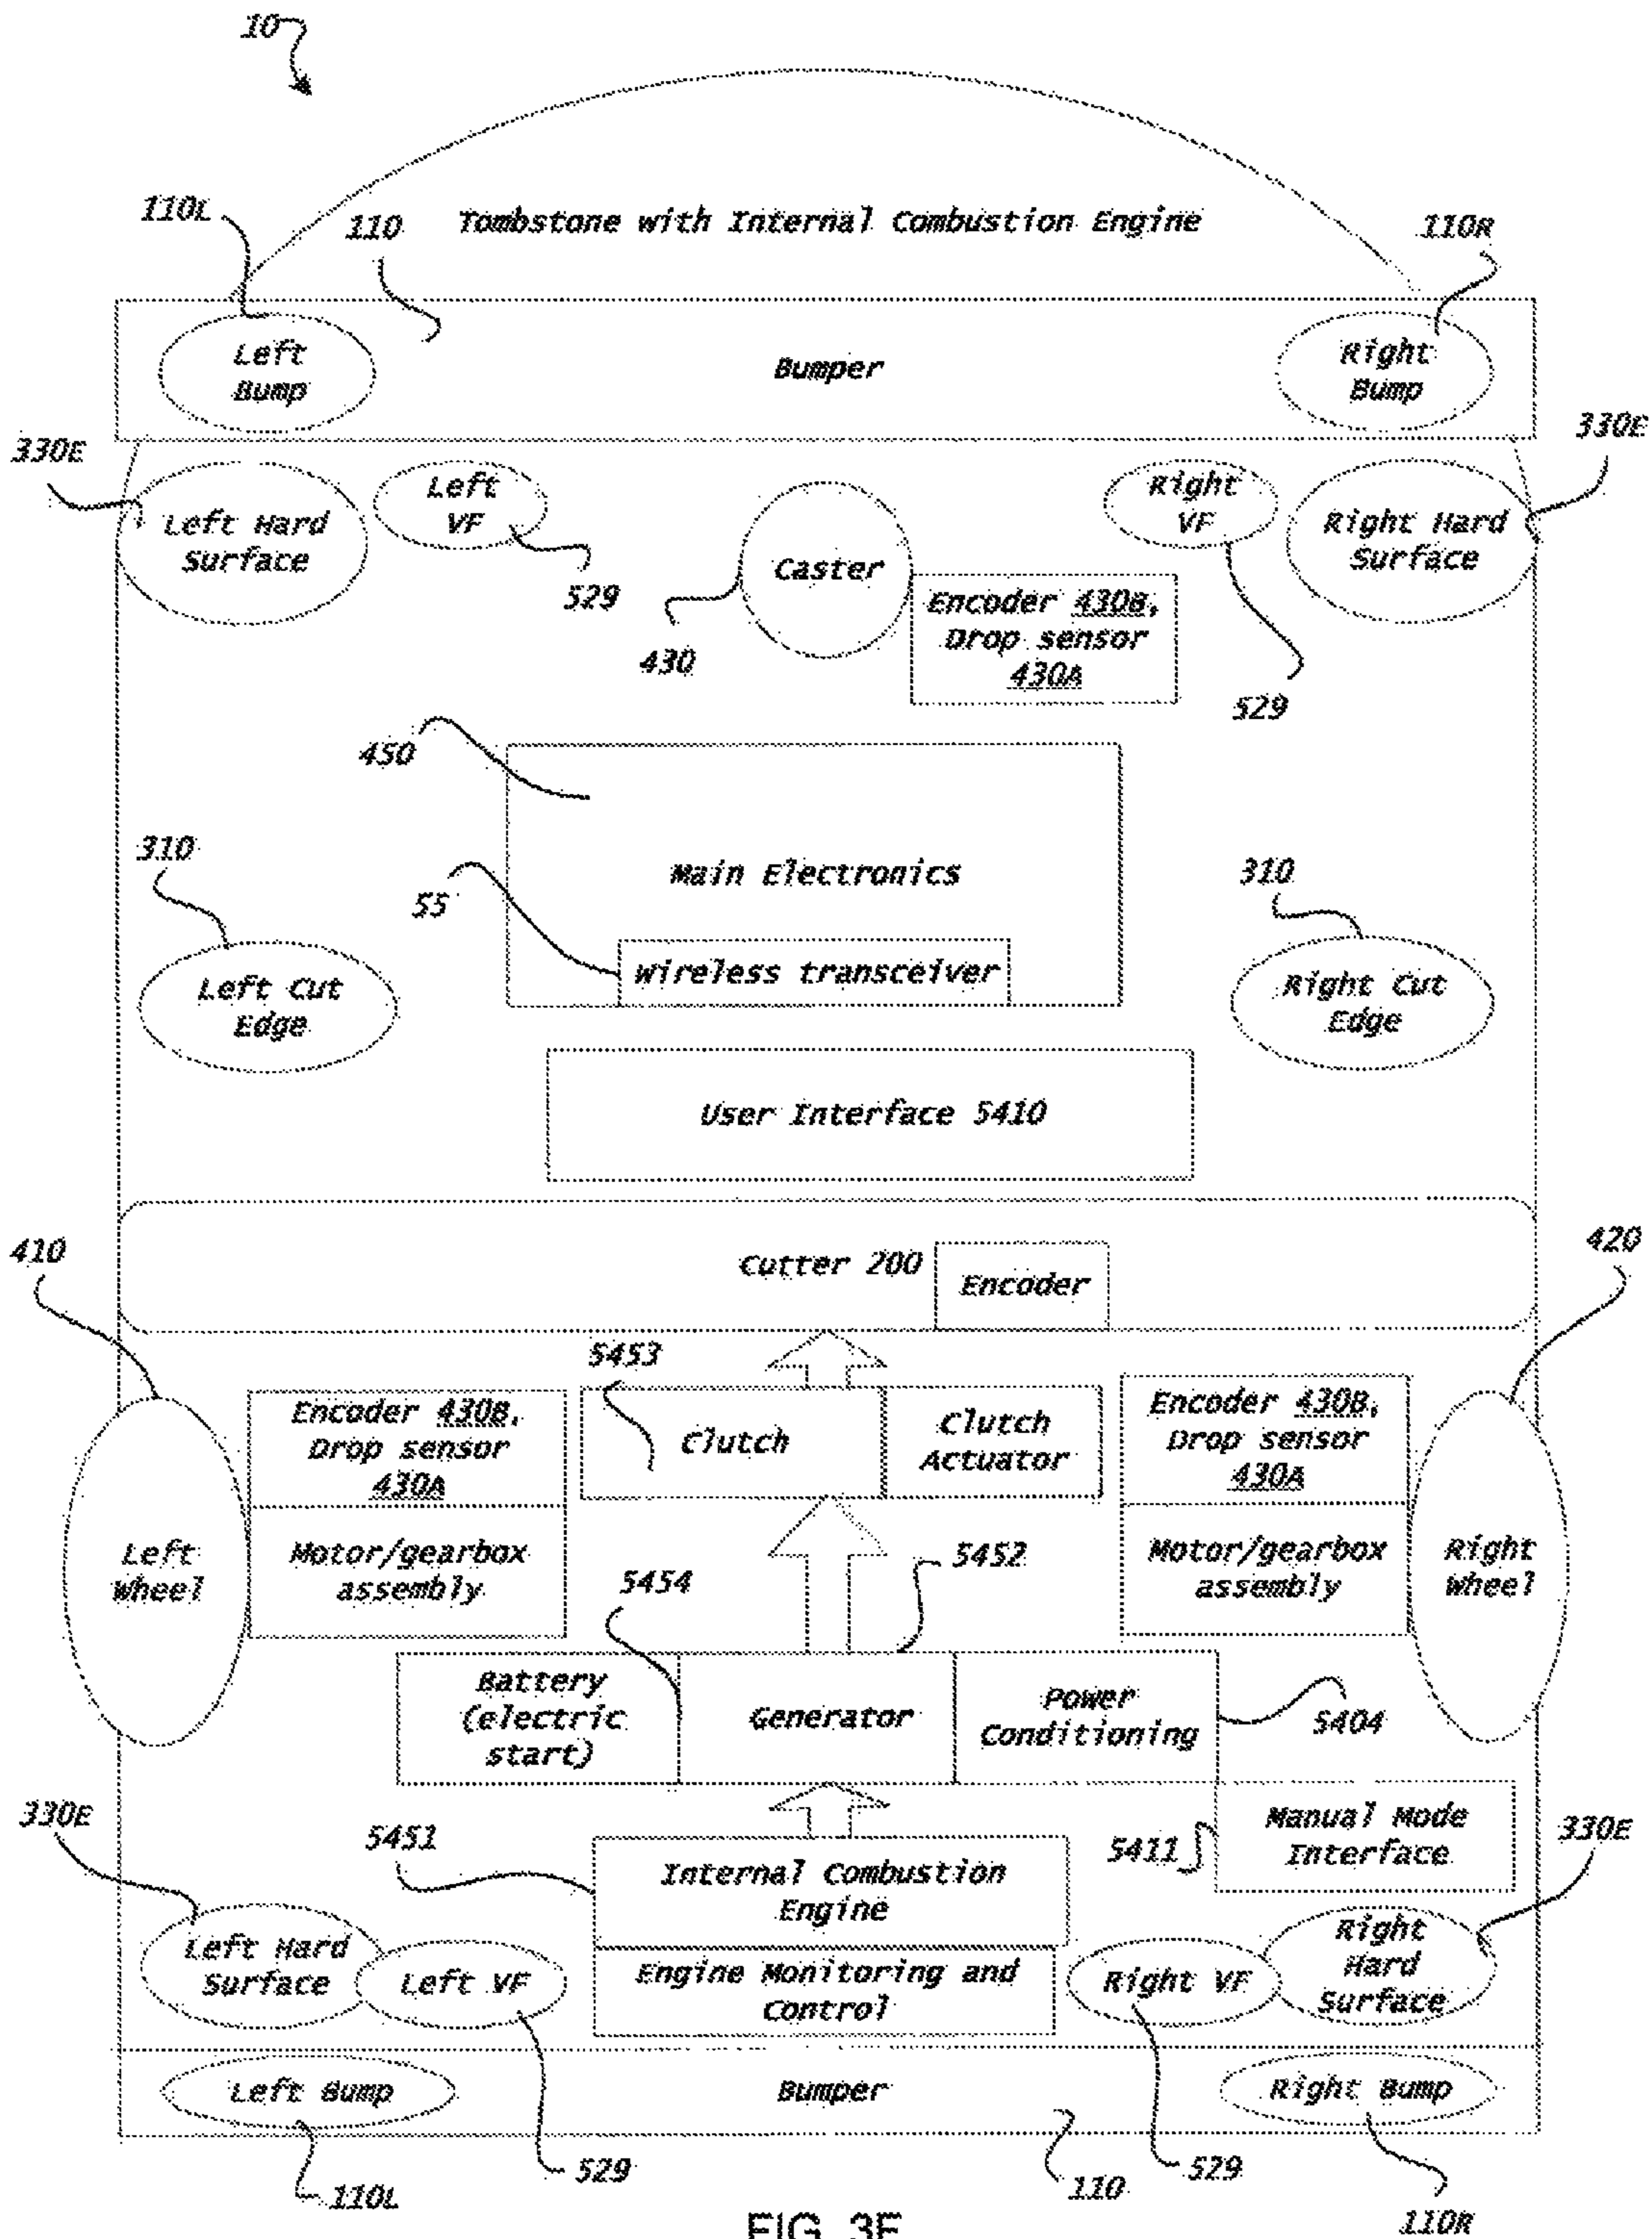 10
Tombstone with Internal Combustion Engine
110L
110
110R
Left
Bump
Bumper
Right
Bump
330E
330E
Left Hard
Surface
Left
VF
529
Caster
430
Encoder 430B,
Drop sensor
430A
Right
VF
529
Right Hard
Surface
450
Main Electronics
55
Wireless transceiver
310
Left Cut
Edge
310
Right Cut
Edge
User Interface 5410
Cutter 200
Encoder
410
420
5453
Encoder 430B,
Drop sensor
430A
Clutch
Clutch
Actuator
Encoder 430B,
Drop sensor
430A
Left
Wheel
Motor/gearbox
assembly
Motor/gearbox
assembly
Right
Wheel
5454
5452
Battery
(electric
start)
Generator
Power
Conditioning
5404
330E
5451
Internal Combustion
Engine
5411
Manual Mode
Interface
330E
Left Hard
Surface
Left VF
Engine Monitoring and
Control
Right VF
Right
Hard
Surface
Left Bump
Bumper
Right Bump
110L
529
110
529
110R